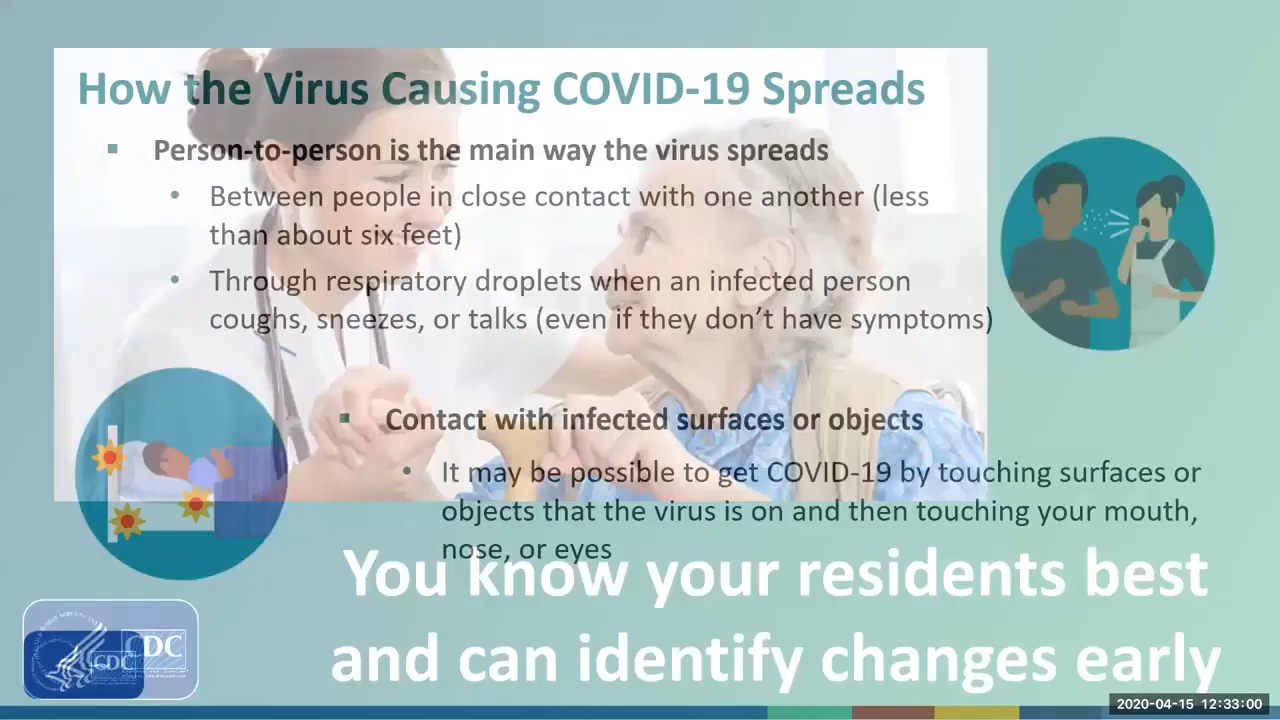 How the Virus Causing COVID-19 Spreads
▪ Person-to-person is the main way the virus spreads
• Between people in close contact with one another (less
than about six feet)
• Through respiratory droplets when an infected person
coughs, sneezes, or talks (even if they don’t have symptoms)
▪ Contact with infected surfaces or objects
• It may be possible to get COVID-19 by touching surfaces or
objects that the virus is on and then touching your mouth,
nose, or eyes
You know your residents best
and can identify changes early
CDC
CDC
2020-04-15 12:33:00